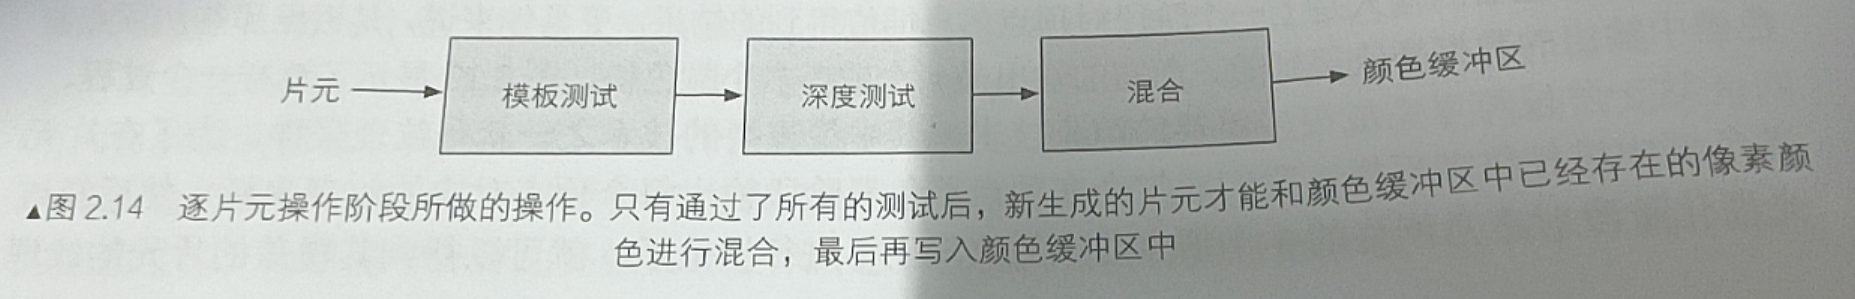 片元 模板测试 深度测试 混合 颜色缓冲区
▲图 2.14 逐片元操作阶段所做的操作。只有通过了所有的测试后，新生成的片元才能和颜色缓冲区中已经存在的像素颜
色进行混合，最后再写入颜色缓冲区中